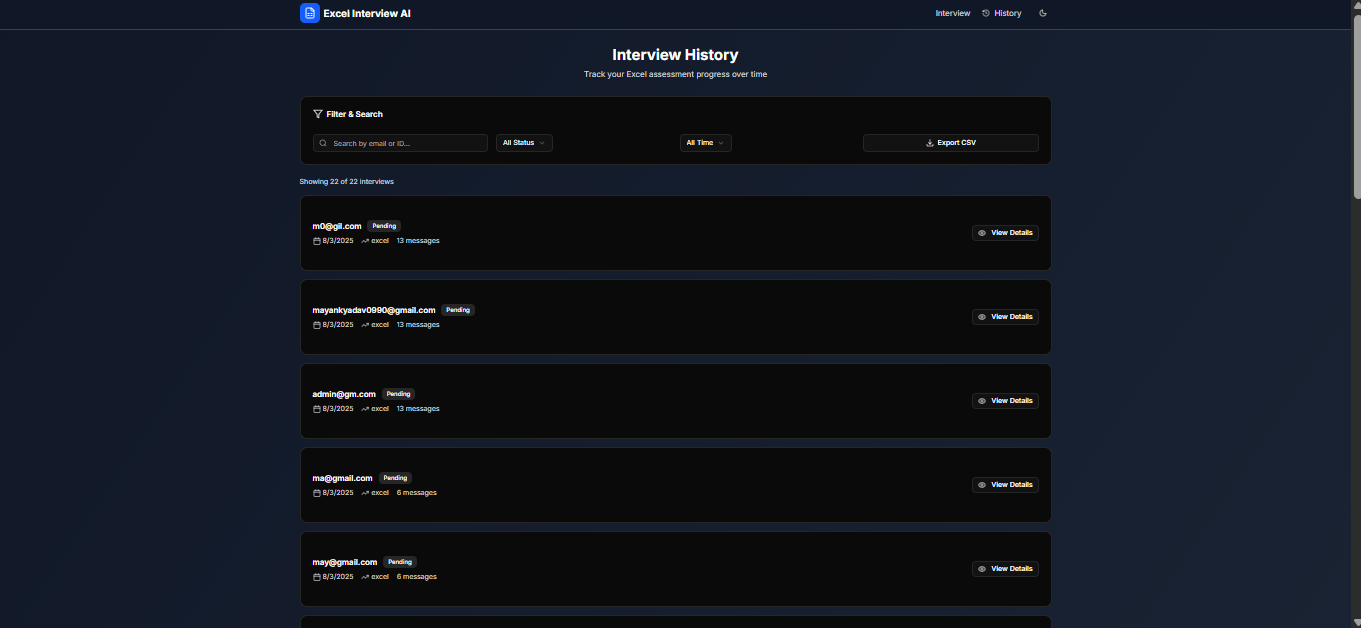 Excel Interview AI
Interview
History
Interview History
Track your Excel assessment progress over time
Filter & Search
Search by email or ID...
All Status
All Time
Export CSV
Showing 22 of 22 interviews
m0@gil.com Pending
8/3/2025 excel 13 messages
View Details
mayankyadav0990@gmail.com Pending
8/3/2025 excel 13 messages
View Details
admin@gm.com Pending
8/3/2025 excel 13 messages
View Details
ma@gmail.com Pending
8/3/2025 excel 6 messages
View Details
may@gmail.com Pending
8/3/2025 excel 6 messages
View Details